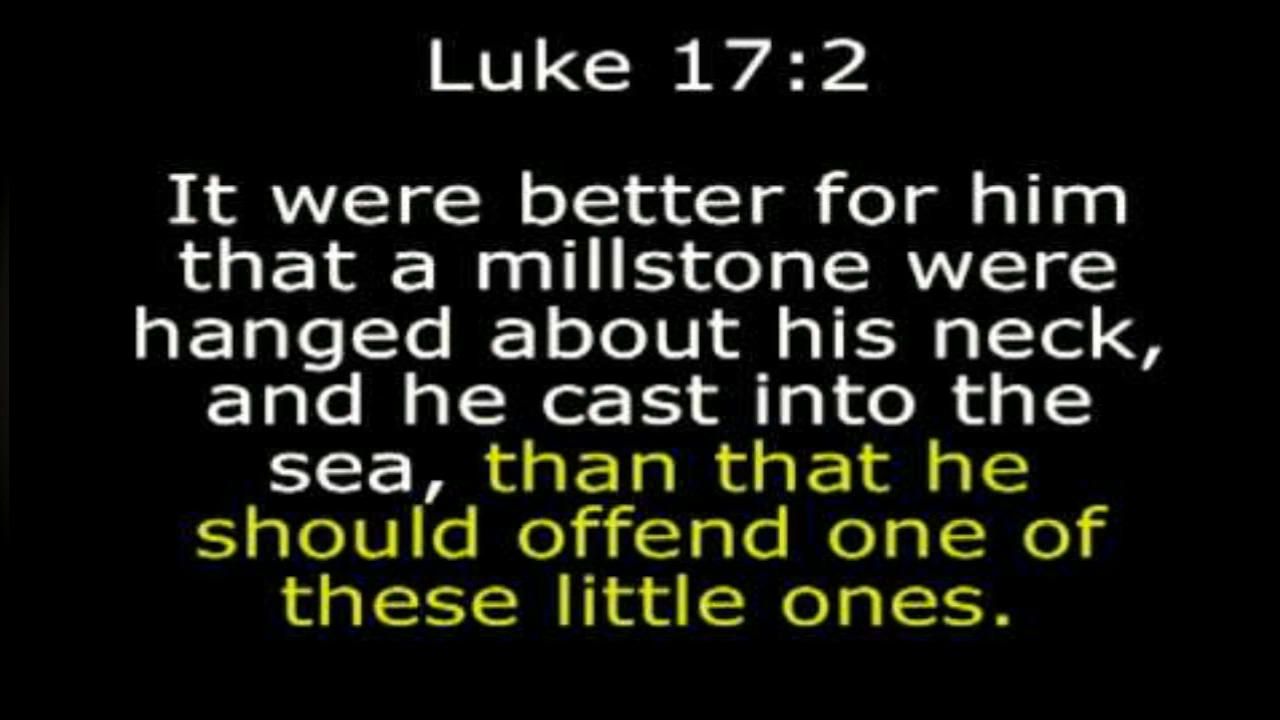 Luke 17:2
It were better for him
that a millstone were
hanged about his neck,
and he cast into the
sea, than that he
should offend one of
these little ones.